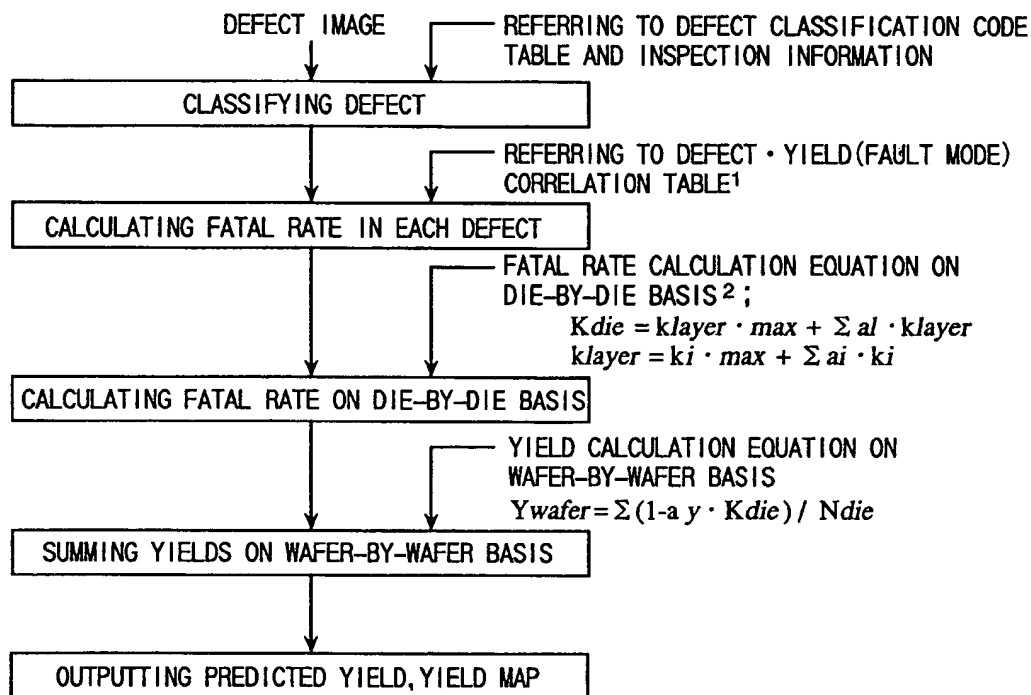 DEFECT IMAGE
REFERRING TO DEFECT CLASSIFICATION CODE
TABLE AND INSPECTION INFORMATION
CLASSIFYING DEFECT
REFERRING TO DEFECT・YIELD(FAULT MODE)
CORRELATION TABLE¹
CALCULATING FATAL RATE IN EACH DEFECT
FATAL RATE CALCULATION EQUATION ON
DIE-BY-DIE BASIS²;
Kdie = klayer · max + Σ al · klayer
klayer = ki · max + Σ ai · ki
CALCULATING FATAL RATE ON DIE-BY-DIE BASIS
YIELD CALCULATION EQUATION ON
WAFER-BY-WAFER BASIS
Ywafer=Σ(1-a y · Kdie) / Ndie
SUMMING YIELDS ON WAFER-BY-WAFER BASIS
OUTPUTTING PREDICTED YIELD, YIELD MAP